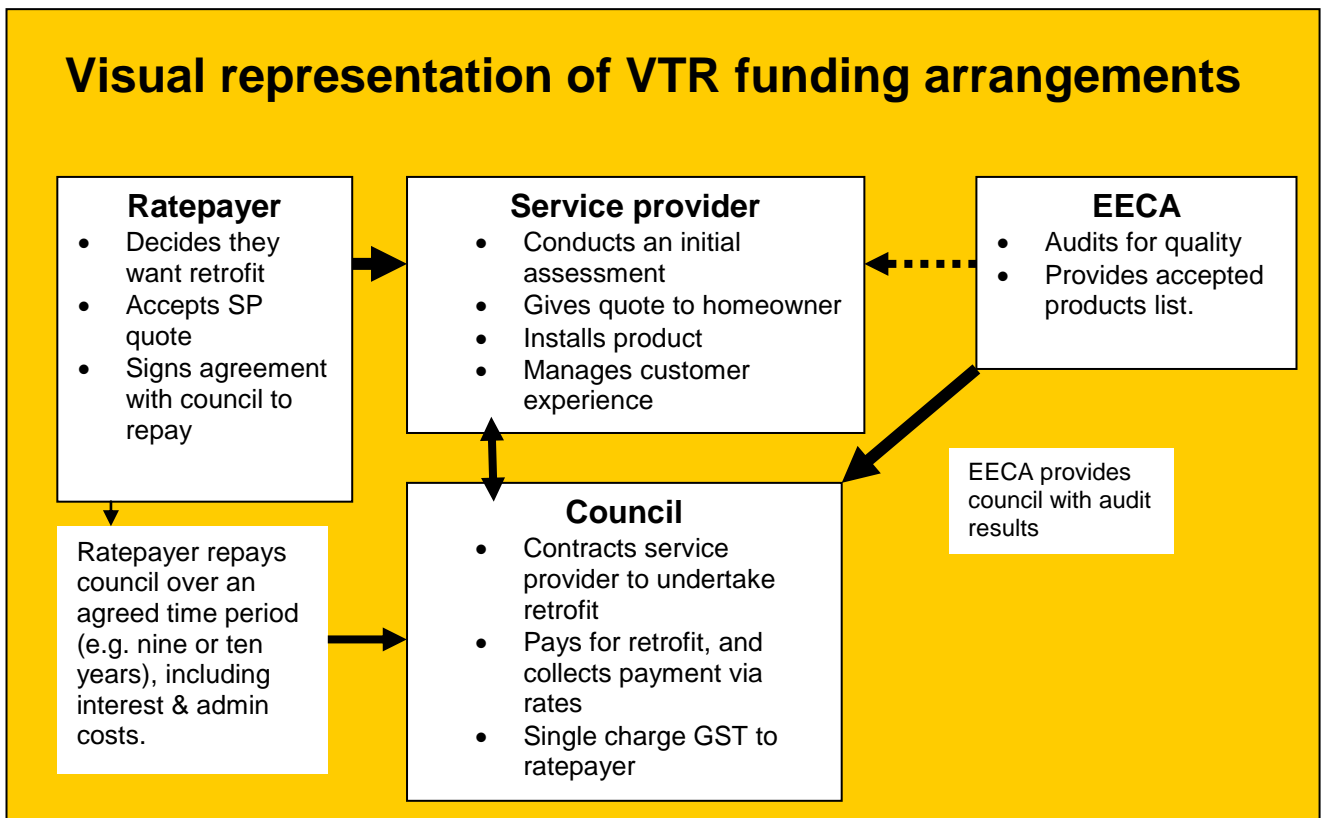 Visual representation of VTR funding arrangements
Ratepayer
• Decides they
want retrofit
• Accepts SP
quote
• Signs agreement
with council to
repay
Service provider
• Conducts an initial
assessment
• Gives quote to homeowner
• Installs product
• Manages customer
experience
EECA
• Audits for quality
• Provides accepted
products list.
EECA provides
council with audit
results
Ratepayer repays
council over an
agreed time period
(e.g. nine or ten
years), including
interest & admin
costs.
Council
• Contracts service
provider to undertake
retrofit
• Pays for retrofit, and
collects payment via
rates
• Single charge GST to
ratepayer